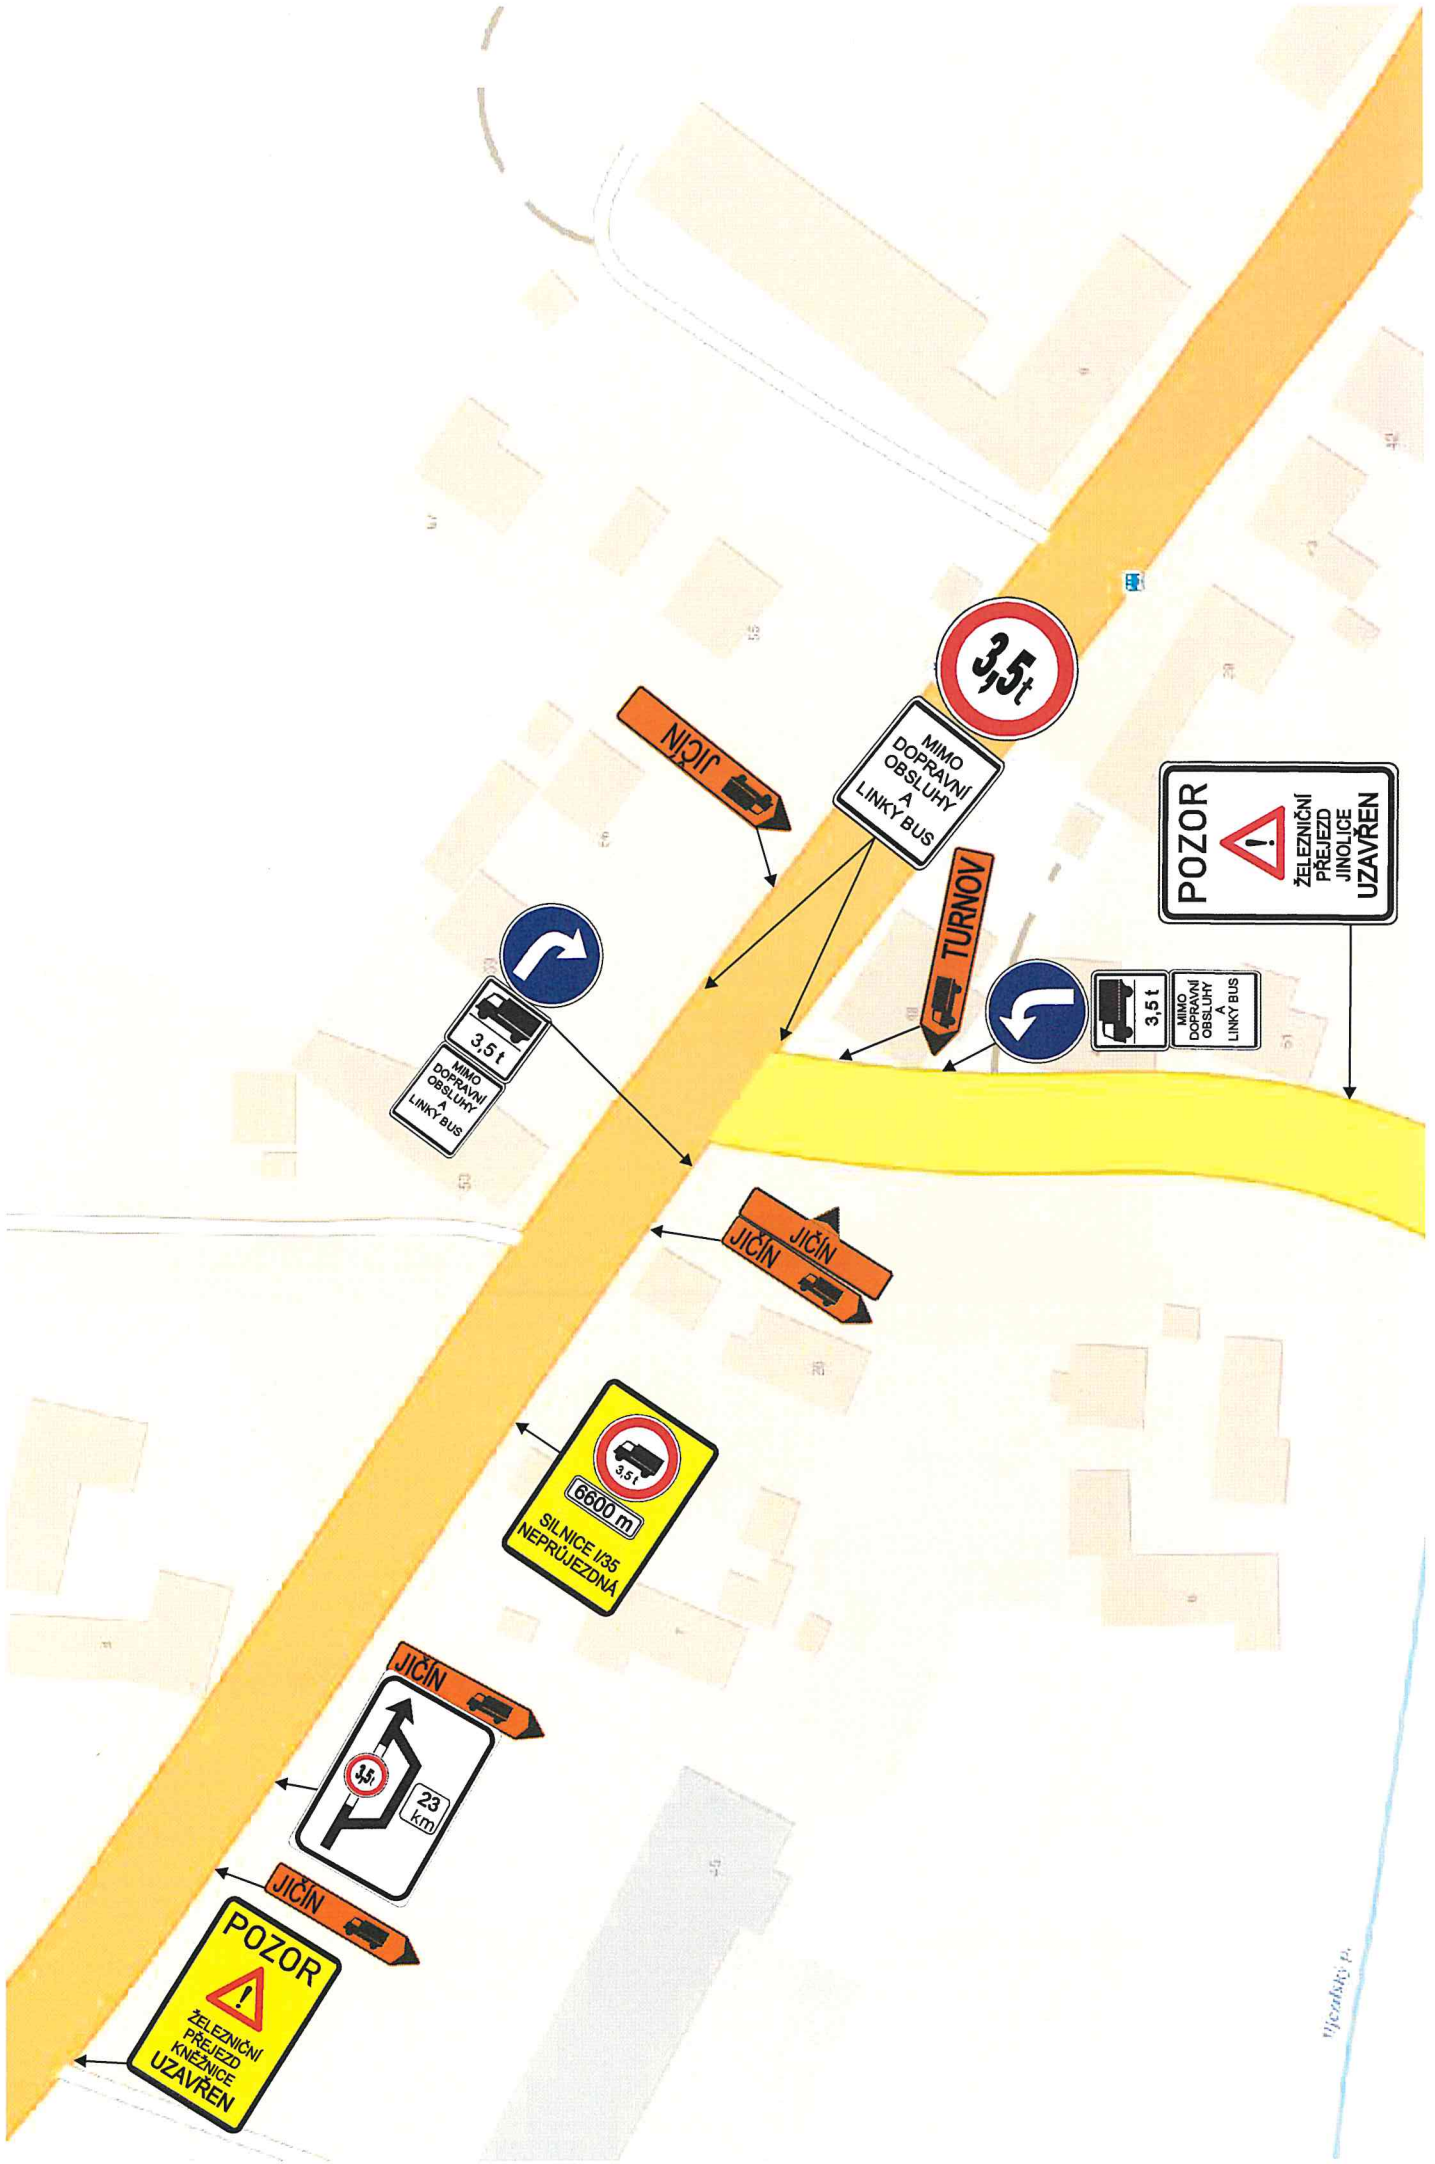 3,5t
MIMO
DOPRAVNÍ
OBSLUHY
A
LINKY BUS
JIČÍN
TURNOV
POZOR
ŽELEZNIČNÍ
PŘEJEZD
JINOLICE
UZAVŘEN
3,5 t
MIMO
DOPRAVNÍ
OBSLUHY
A
LINKY BUS
3,5 t
MIMO
DOPRAVNÍ
OBSLUHY
A
LINKY BUS
JIČÍN
JIČÍN
3,5 t
6600 m
SILNICE I/35
NEPRŮJEZDNÁ
JIČÍN
3,5t
23
km
JIČÍN
POZOR
ŽELEZNIČNÍ
PŘEJEZD
KNĚŽNICE
UZAVŘEN